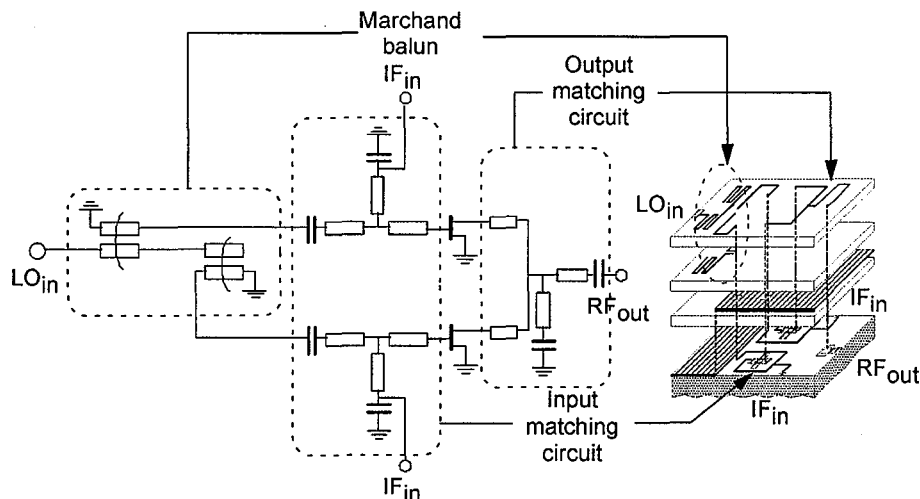 Marchand
balun
IFin
Output
matching
circuit
LOin
LOin
RFout
IFin
RFout
IFin
Input
matching
circuit
IFin